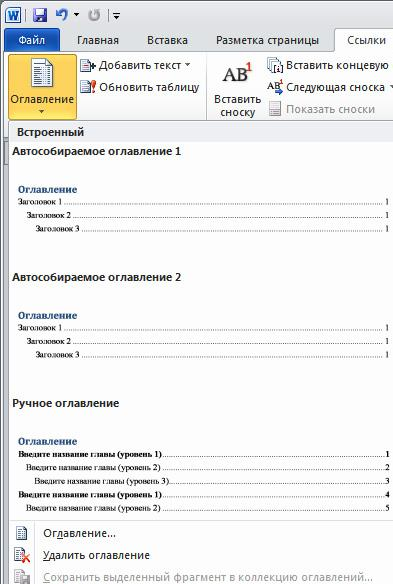 W
Файл Главная Вставка Разметка страницы Ссылки
Оглавление
Добавить текст
Обновить таблицу
AB1
Вставить сноску
Вставить концевую
AB Следующая сноска
Показать сноски
Встроенный
Автособираемое оглавление 1
Оглавление
Заголовок 1 ........ 1
Заголовок 2 ........ 1
Заголовок 3 ........ 1
Автособираемое оглавление 2
Оглавление
Заголовок 1 ........ 1
Заголовок 2 ........ 1
Заголовок 3 ........ 1
Ручное оглавление
Оглавление
Введите название главы (уровень 1) ........ 1
Введите название главы (уровень 2) ........ 2
Введите название главы (уровень 3) ........ 3
Введите название главы (уровень 1) ........ 4
Введите название главы (уровень 2) ........ 5
Оглавление...
Удалить оглавление
Сохранить выделенный фрагмент в коллекцию оглавлений...